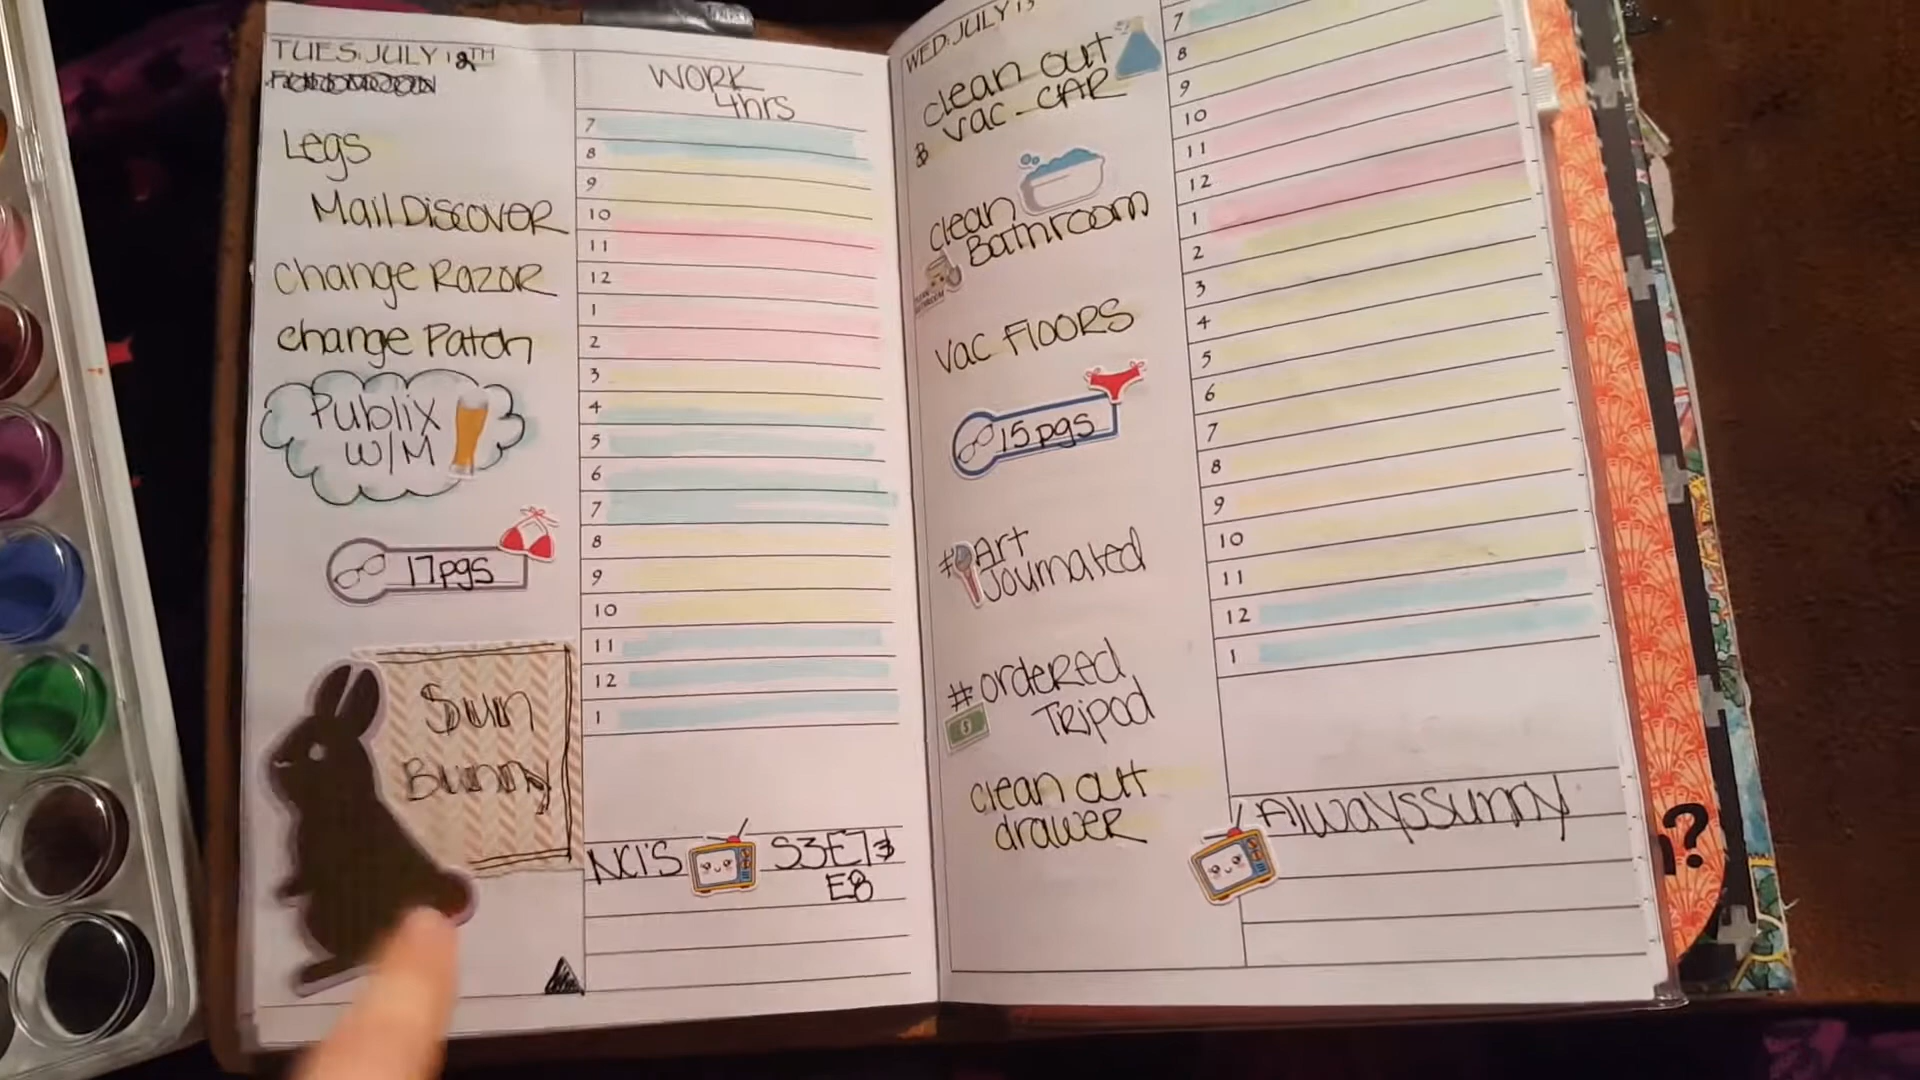 TUES. JULY 12TH
WORK
4hrs
Legs
Mail Discover
Change Razor
change Patch
Publix
W/M
17pgs
Sun
Bunny
7
8
9
10
11
12
1
2
3
4
5
6
7
8
9
10
11
12
1
NCIS S3E7
E8
WED. JULY 13
clean out
& vac CAR
clean
Bathroom
vac FLOORS
15pgs
# Art
Journaled
# ordered
Tripod
clean out
drawer
7
8
9
10
11
12
1
2
3
4
5
6
7
8
9
10
11
12
1
Always Sunny
?